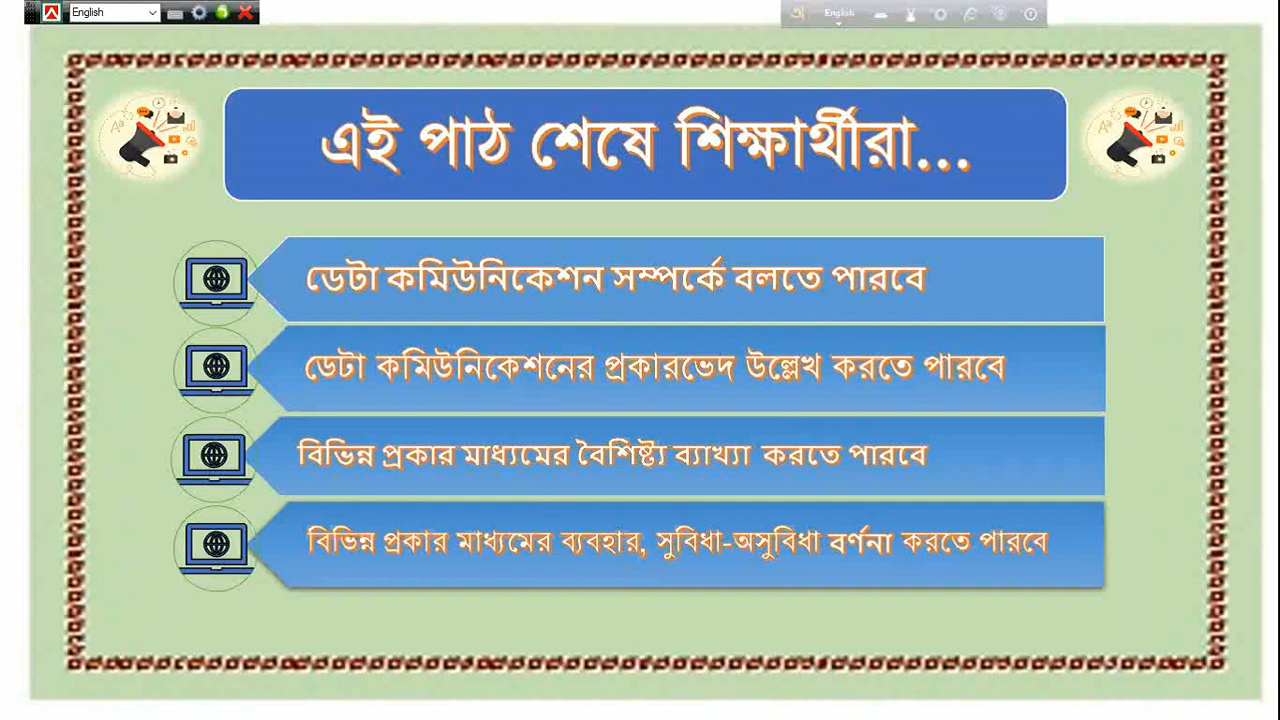 English
English
এই পাঠ শেষে শিক্ষার্থীরা...
ডেটা কমিউনিকেশন সম্পর্কে বলতে পারবে
ডেটা কমিউনিকেশনের প্রকারভেদ উল্লেখ করতে পারবে
বিভিন্ন প্রকার মাধ্যমের বৈশিষ্ট্য ব্যাখ্যা করতে পারবে
বিভিন্ন প্রকার মাধ্যমের ব্যবহার, সুবিধা-অসুবিধা বর্ণনা করতে পারবে